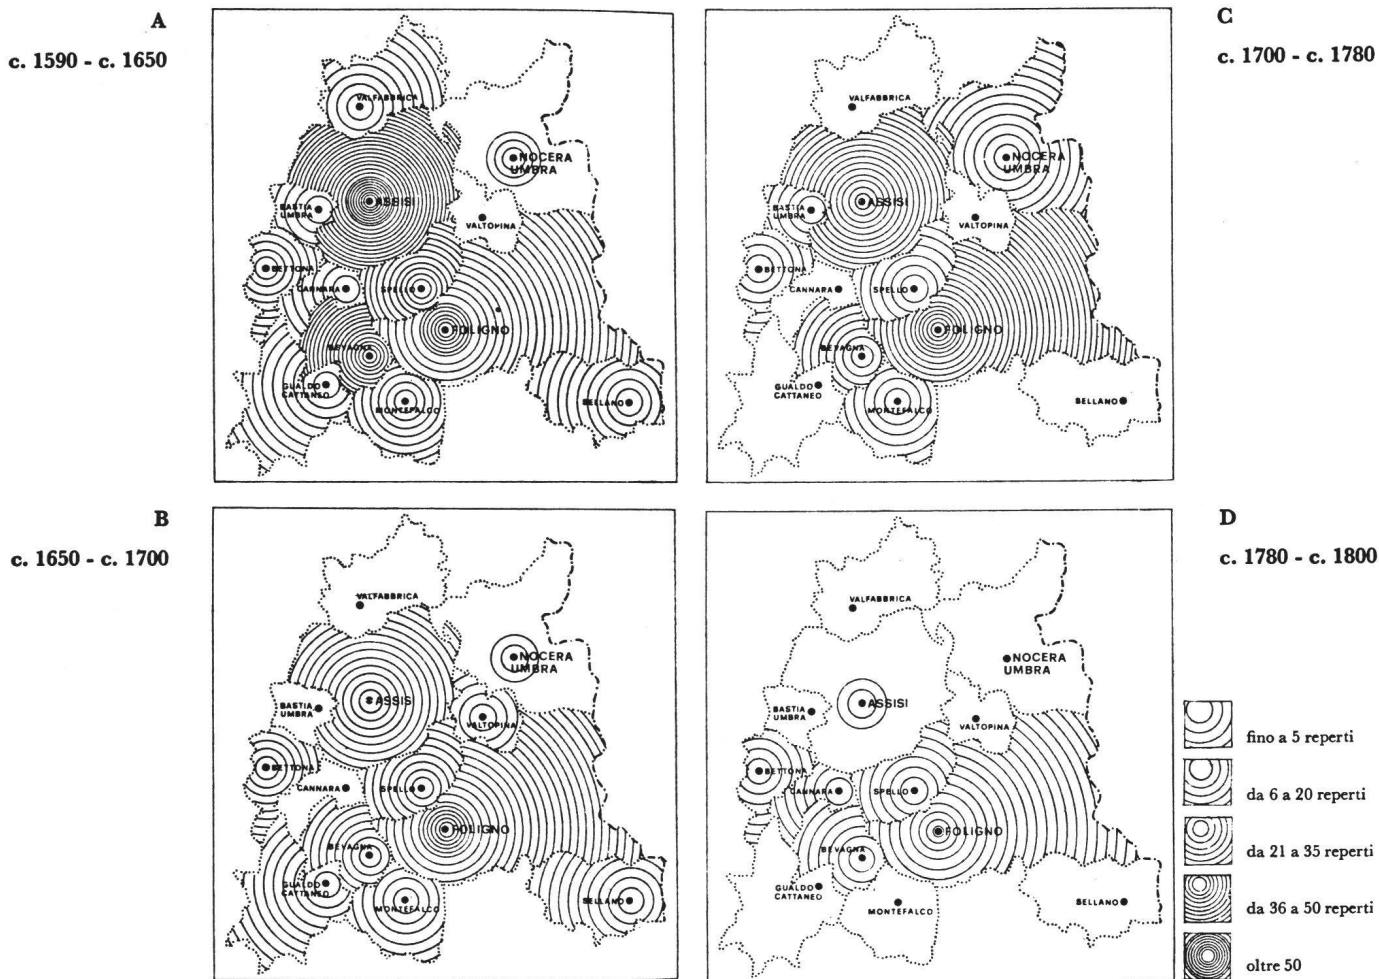 A
c. 1590 - c. 1650
VALFABBRICA
NOCERA
UMBRA
ASSISI
BASTIA
UMBRA
VALTOPINA
BETTONA
CANNARA
SPELLO
FOLIGNO
BEVAGNA
GUALDO
CATTANEO
MONTEFALCO
SELLANO
C
c. 1700 - c. 1780
VALFABBRICA
NOCERA
UMBRA
ASSISI
BASTIA
UMBRA
VALTOPINA
BETTONA
CANNARA
SPELLO
FOLIGNO
BEVAGNA
GUALDO
CATTANEO
MONTEFALCO
SELLANO
B
c. 1650 - c. 1700
VALFABBRICA
NOCERA
UMBRA
ASSIS
BASTIA
UMBRA
VALTOPINA
BETTONA
CANNARA
SPELLO
FOLIGNO
BEVAGNA
GUALDO
CATTANEO
MONTEFALCO
SELLANO
D
c. 1780 - c. 1800
VALFABBRICA
NOCERA
UMBRA
ASSISI
BASTIA
UMBRA
VALTOPINA
BETTONA
CANNARA
SPELLO
FOLIGNO
BEVAGNA
GUALDO
CATTANEO
MONTEFALCO
SELLANO
fino a 5 reperti
da 6 a 20 reperti
da 21 a 35 reperti
da 36 a 50 reperti
oltre 50